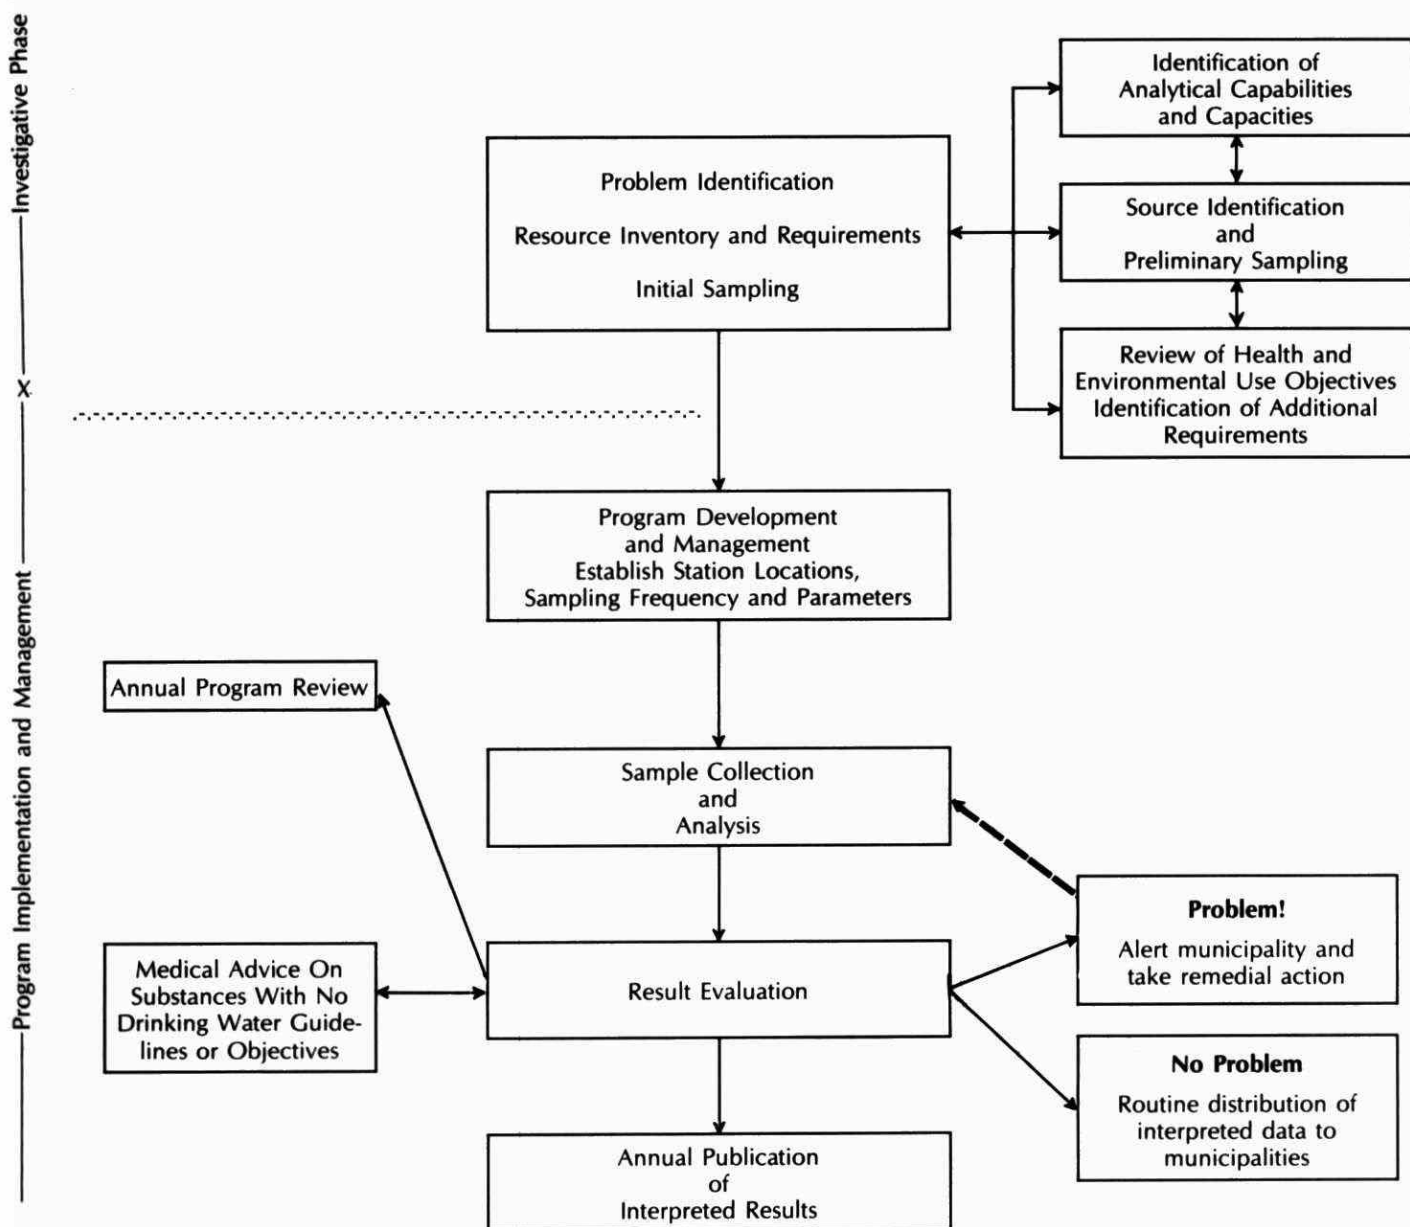 Investigative Phase
X
Program Implementation and Management
Identification of
Analytical Capabilities
and Capacities
Problem Identification
Resource Inventory and Requirements
Initial Sampling
Source Identification
and
Preliminary Sampling
Review of Health and
Environmental Use Objectives
Identification of Additional
Requirements
Program Development
and Management
Establish Station Locations,
Sampling Frequency and Parameters
Annual Program Review
Sample Collection
and
Analysis
Problem!
Alert municipality and
take remedial action
Medical Advice On
Substances With No
Drinking Water Guide-
lines or Objectives
Result Evaluation
No Problem
Routine distribution of
interpreted data to
municipalities
Annual Publication
of
Interpreted Results